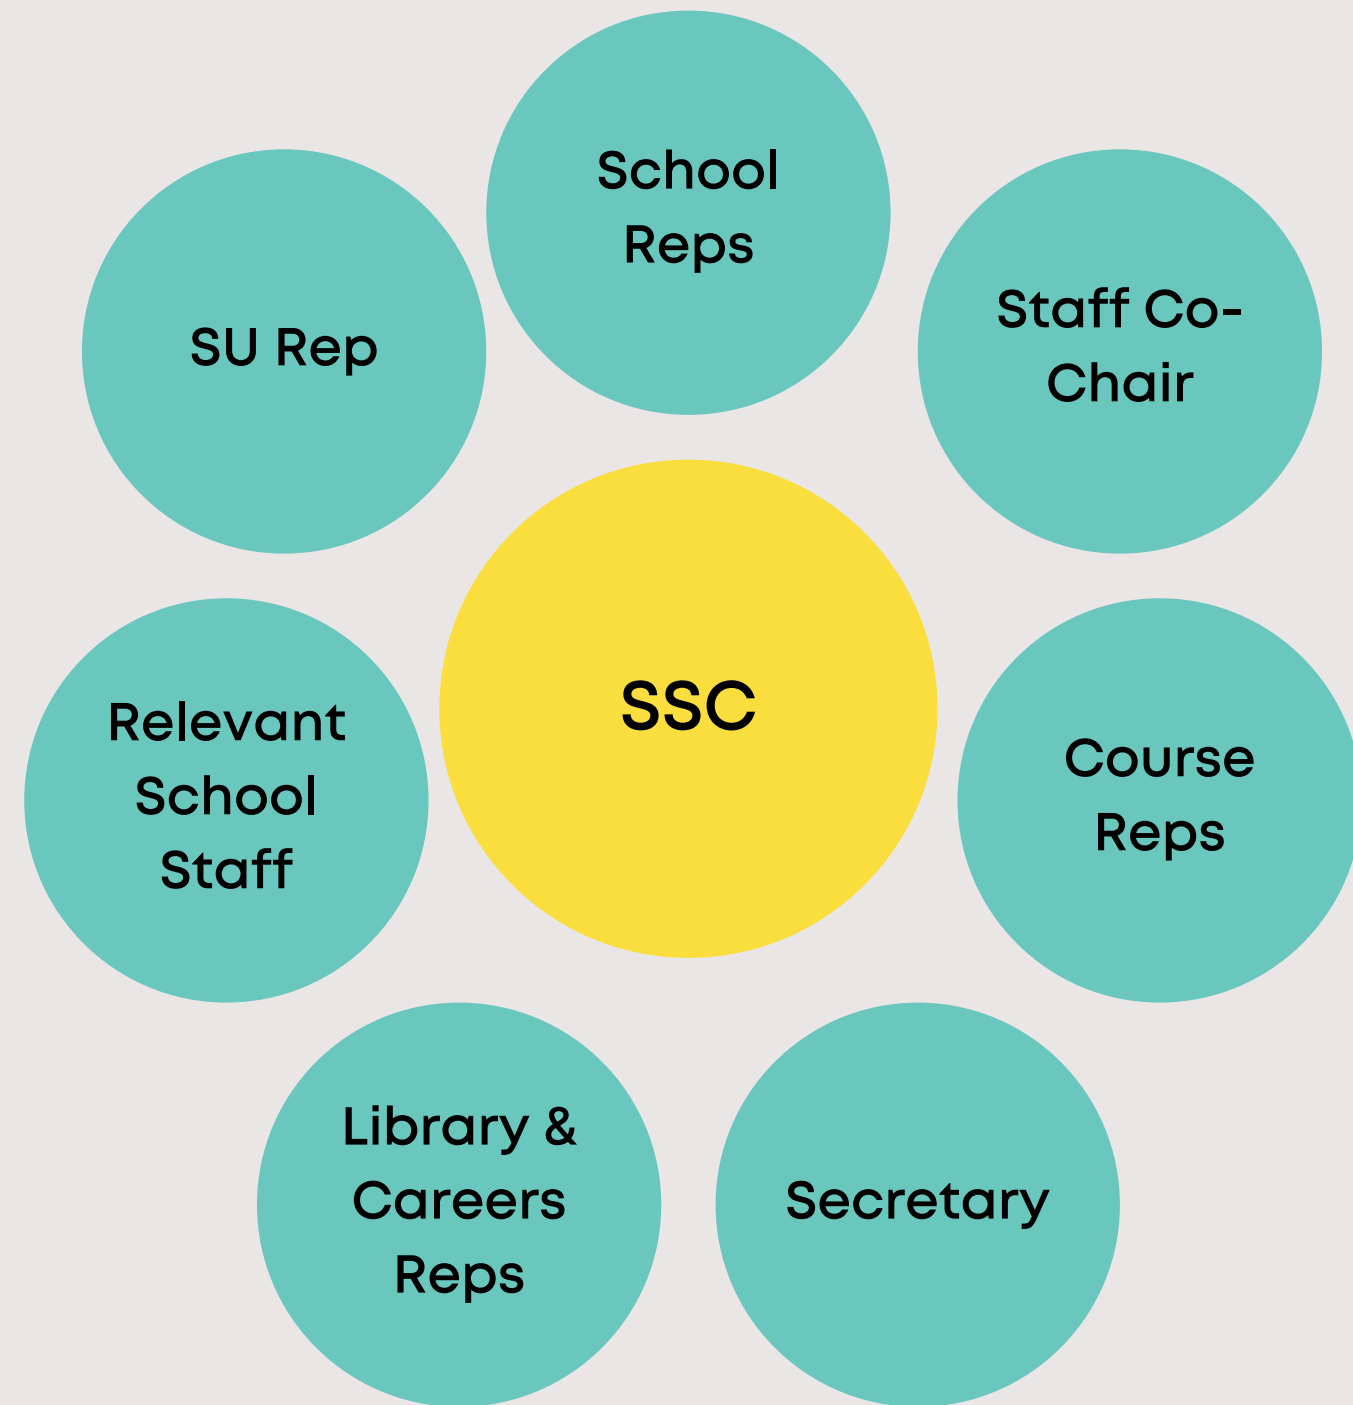 School
Reps
Staff Co-
Chair
SU Rep
SSC
Relevant
School
Staff
Course
Reps
Library &
Careers
Reps
Secretary